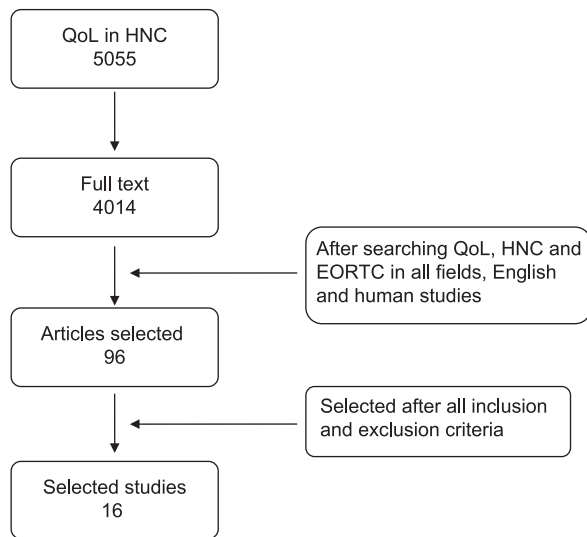 QoL in HNC
5055
Full text
4014
After searching QoL, HNC and
EORTC in all fields, English
and human studies
Articles selected
96
Selected after all inclusion
and exclusion criteria
Selected studies
16